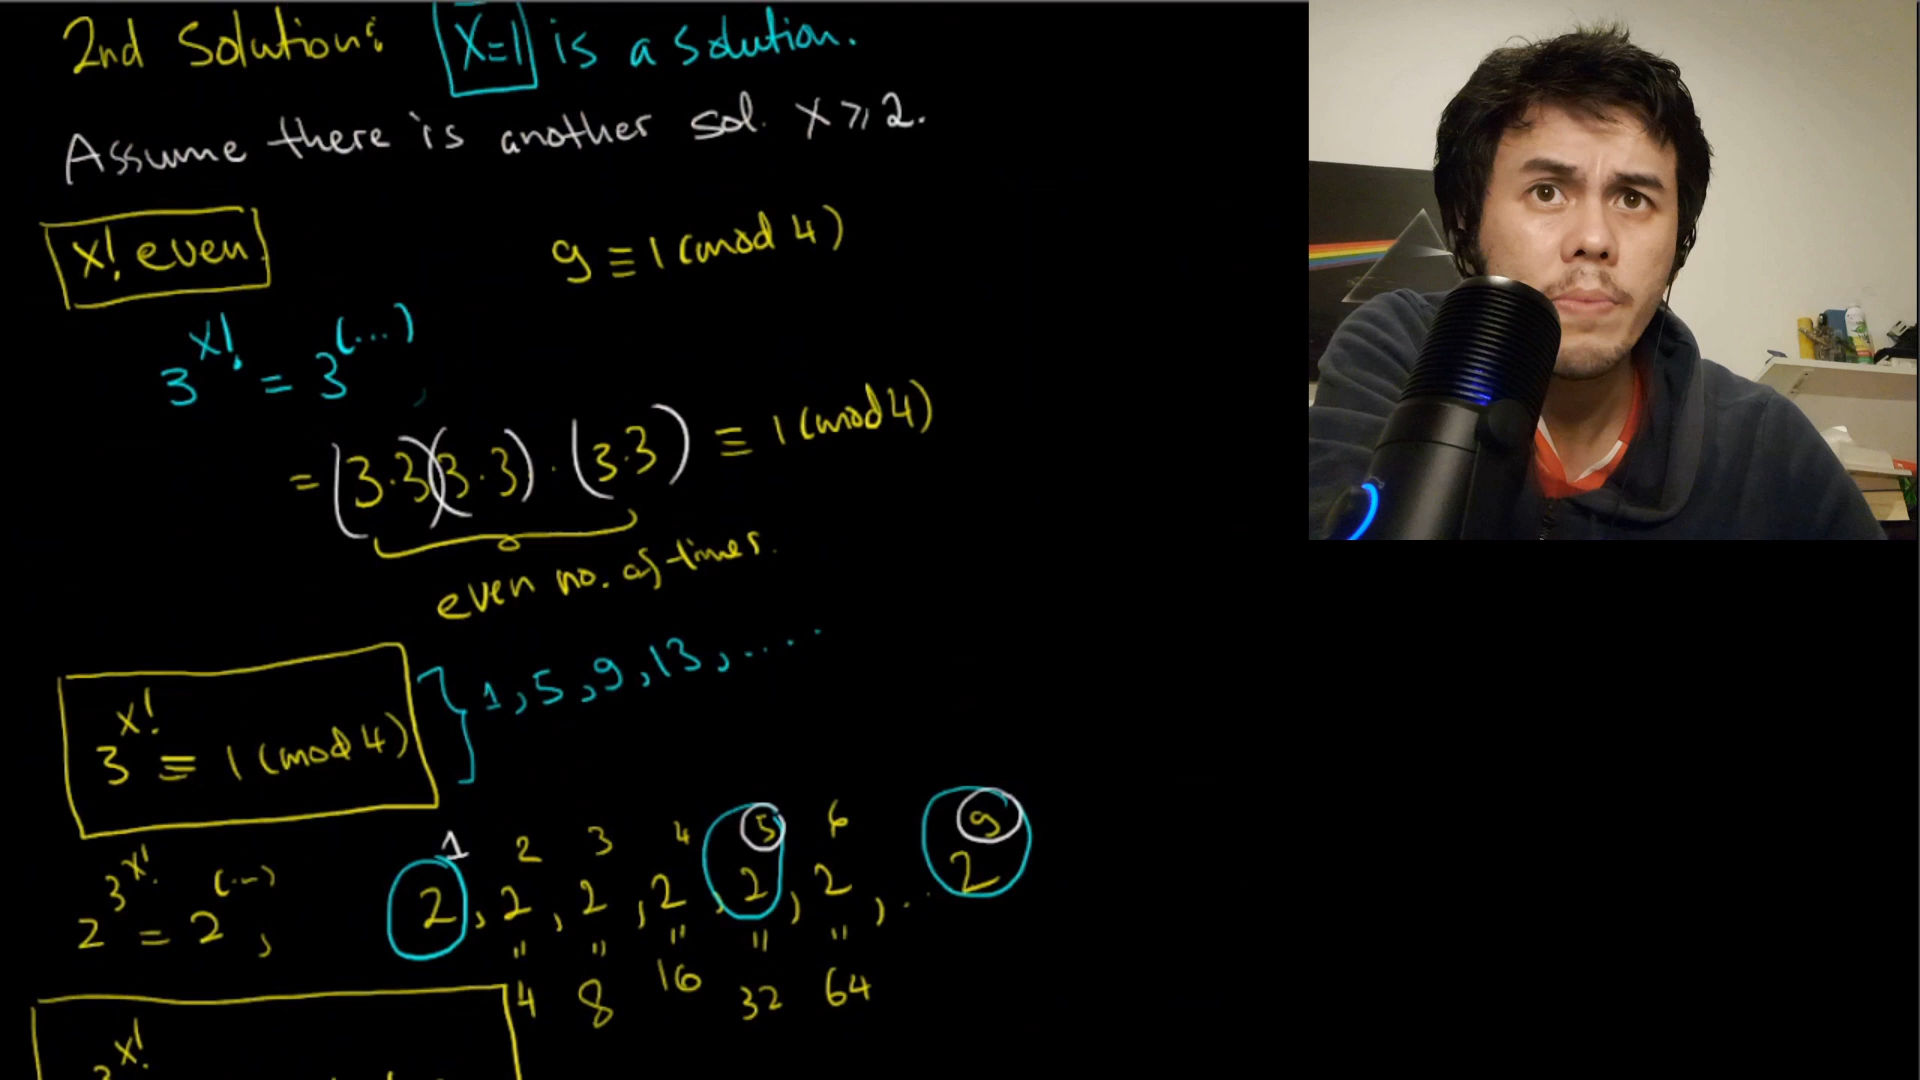 2nd Solution: X=1 is a solution.
Assume there is another sol. X ≥ 2.
x! even.
9 ≡ 1 (mod 4)
3^x! = 3^(...)
= (3·3)(3·3)·(3·3) ≡ 1 (mod 4)
even no. of times.
3^x! ≡ 1 (mod 4) } 1, 5, 9, 13, ....
2^3^x! = 2^(...), 2^1, 2^2, 2^3, 2^4, 2^5, 2^6, ... 2^9
" " " " "
4 8 16 32 64
x!